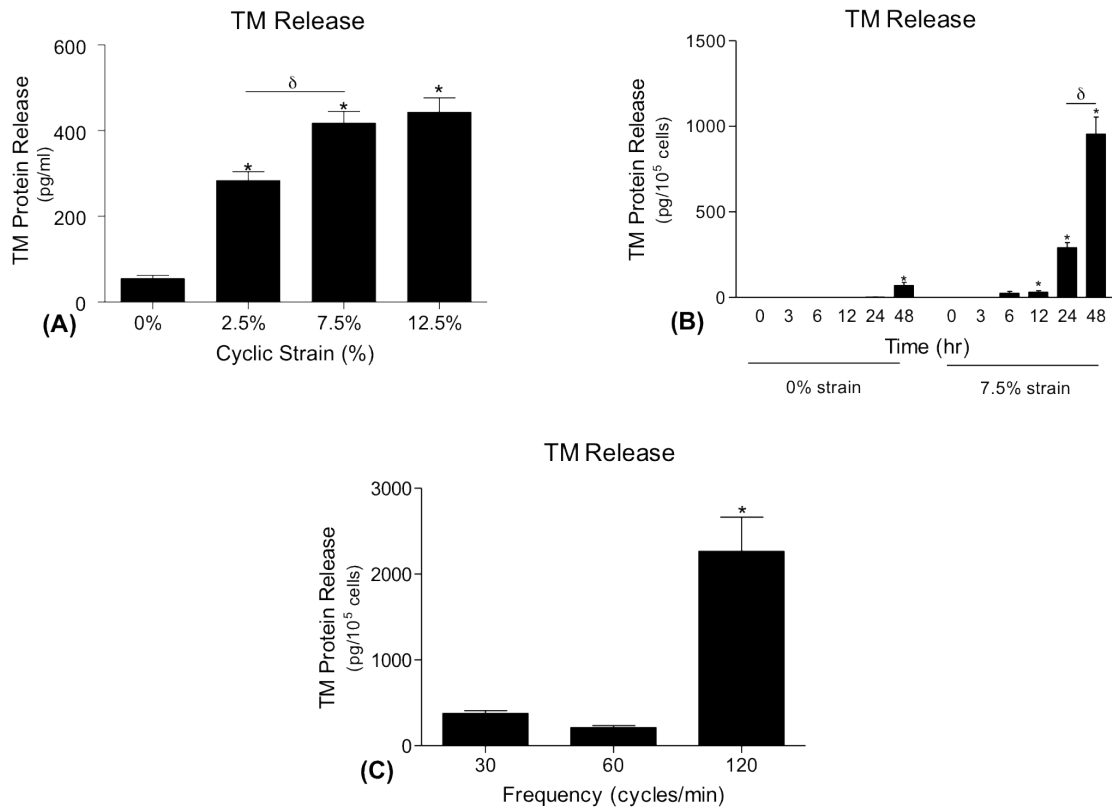 TM Release
TM Protein Release
(pg/ml)
600
400
200
0
*
δ
*
*
0% 2.5% 7.5% 12.5%
Cyclic Strain (%)
(A)
TM Release
TM Protein Release
(pg/10⁵ cells)
1500
1000
500
0
*
*
*
δ
*
0 3 6 12 24 48 0 3 6 12 24 48
Time (hr)
0% strain 7.5% strain
(B)
TM Release
TM Protein Release
(pg/10⁵ cells)
3000
2000
1000
0
*
30 60 120
Frequency (cycles/min)
(C)